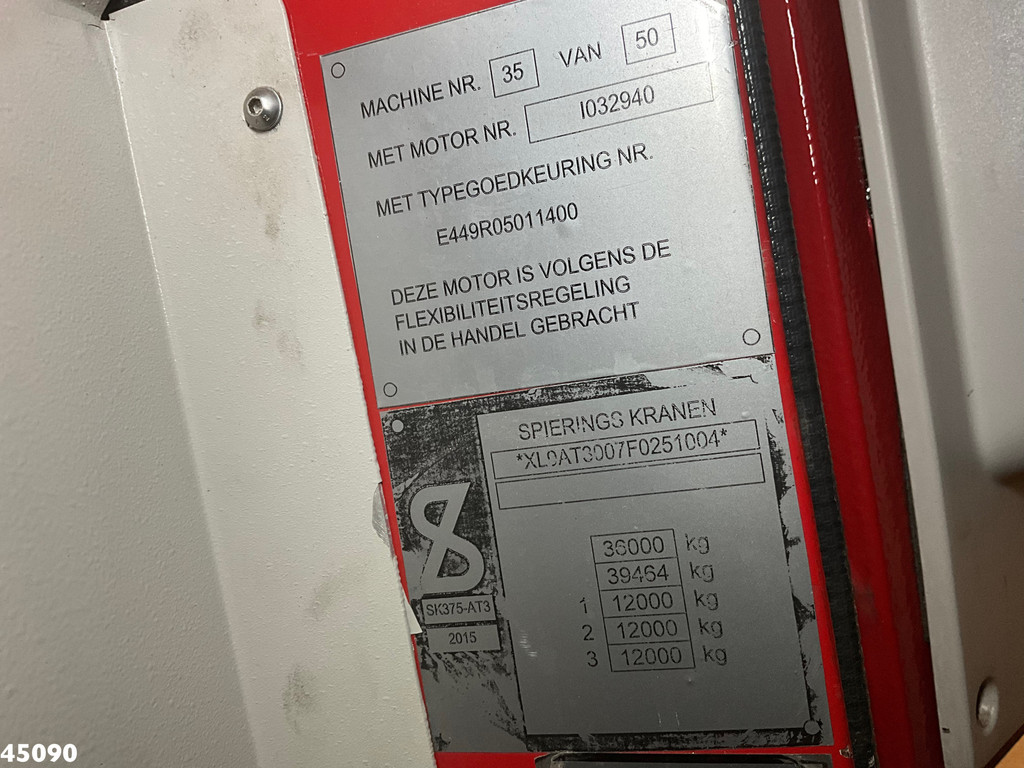 MACHINE NR. 35 VAN 50
MET MOTOR NR. I032940
MET TYPEGOEDKEURING NR.
E449R05011400
DEZE MOTOR IS VOLGENS DE
FLEXIBILITEITSREGELING
IN DE HANDEL GEBRACHT
SPIERINGS KRANEN
*XL9AT3007F0251004*
36000 kg
39464 kg
1 12000 kg
2 12000 kg
3 12000 kg
SK375-AT3
2015
45090